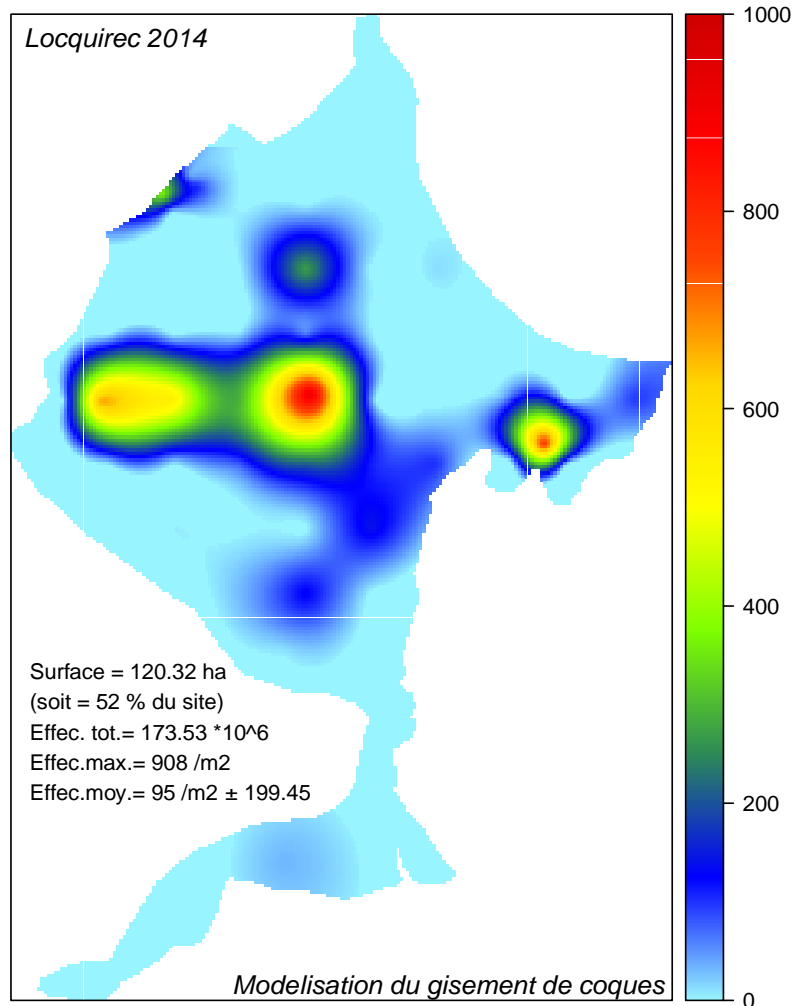 Locquirec 2014
Surface = 120.32 ha
(soit = 52 % du site)
Effec. tot.= 173.53 *10^6
Effec.max.= 908 /m2
Effec.moy.= 95 /m2 ± 199.45
Modelisation du gisement de coques
1000
800
600
400
200
0